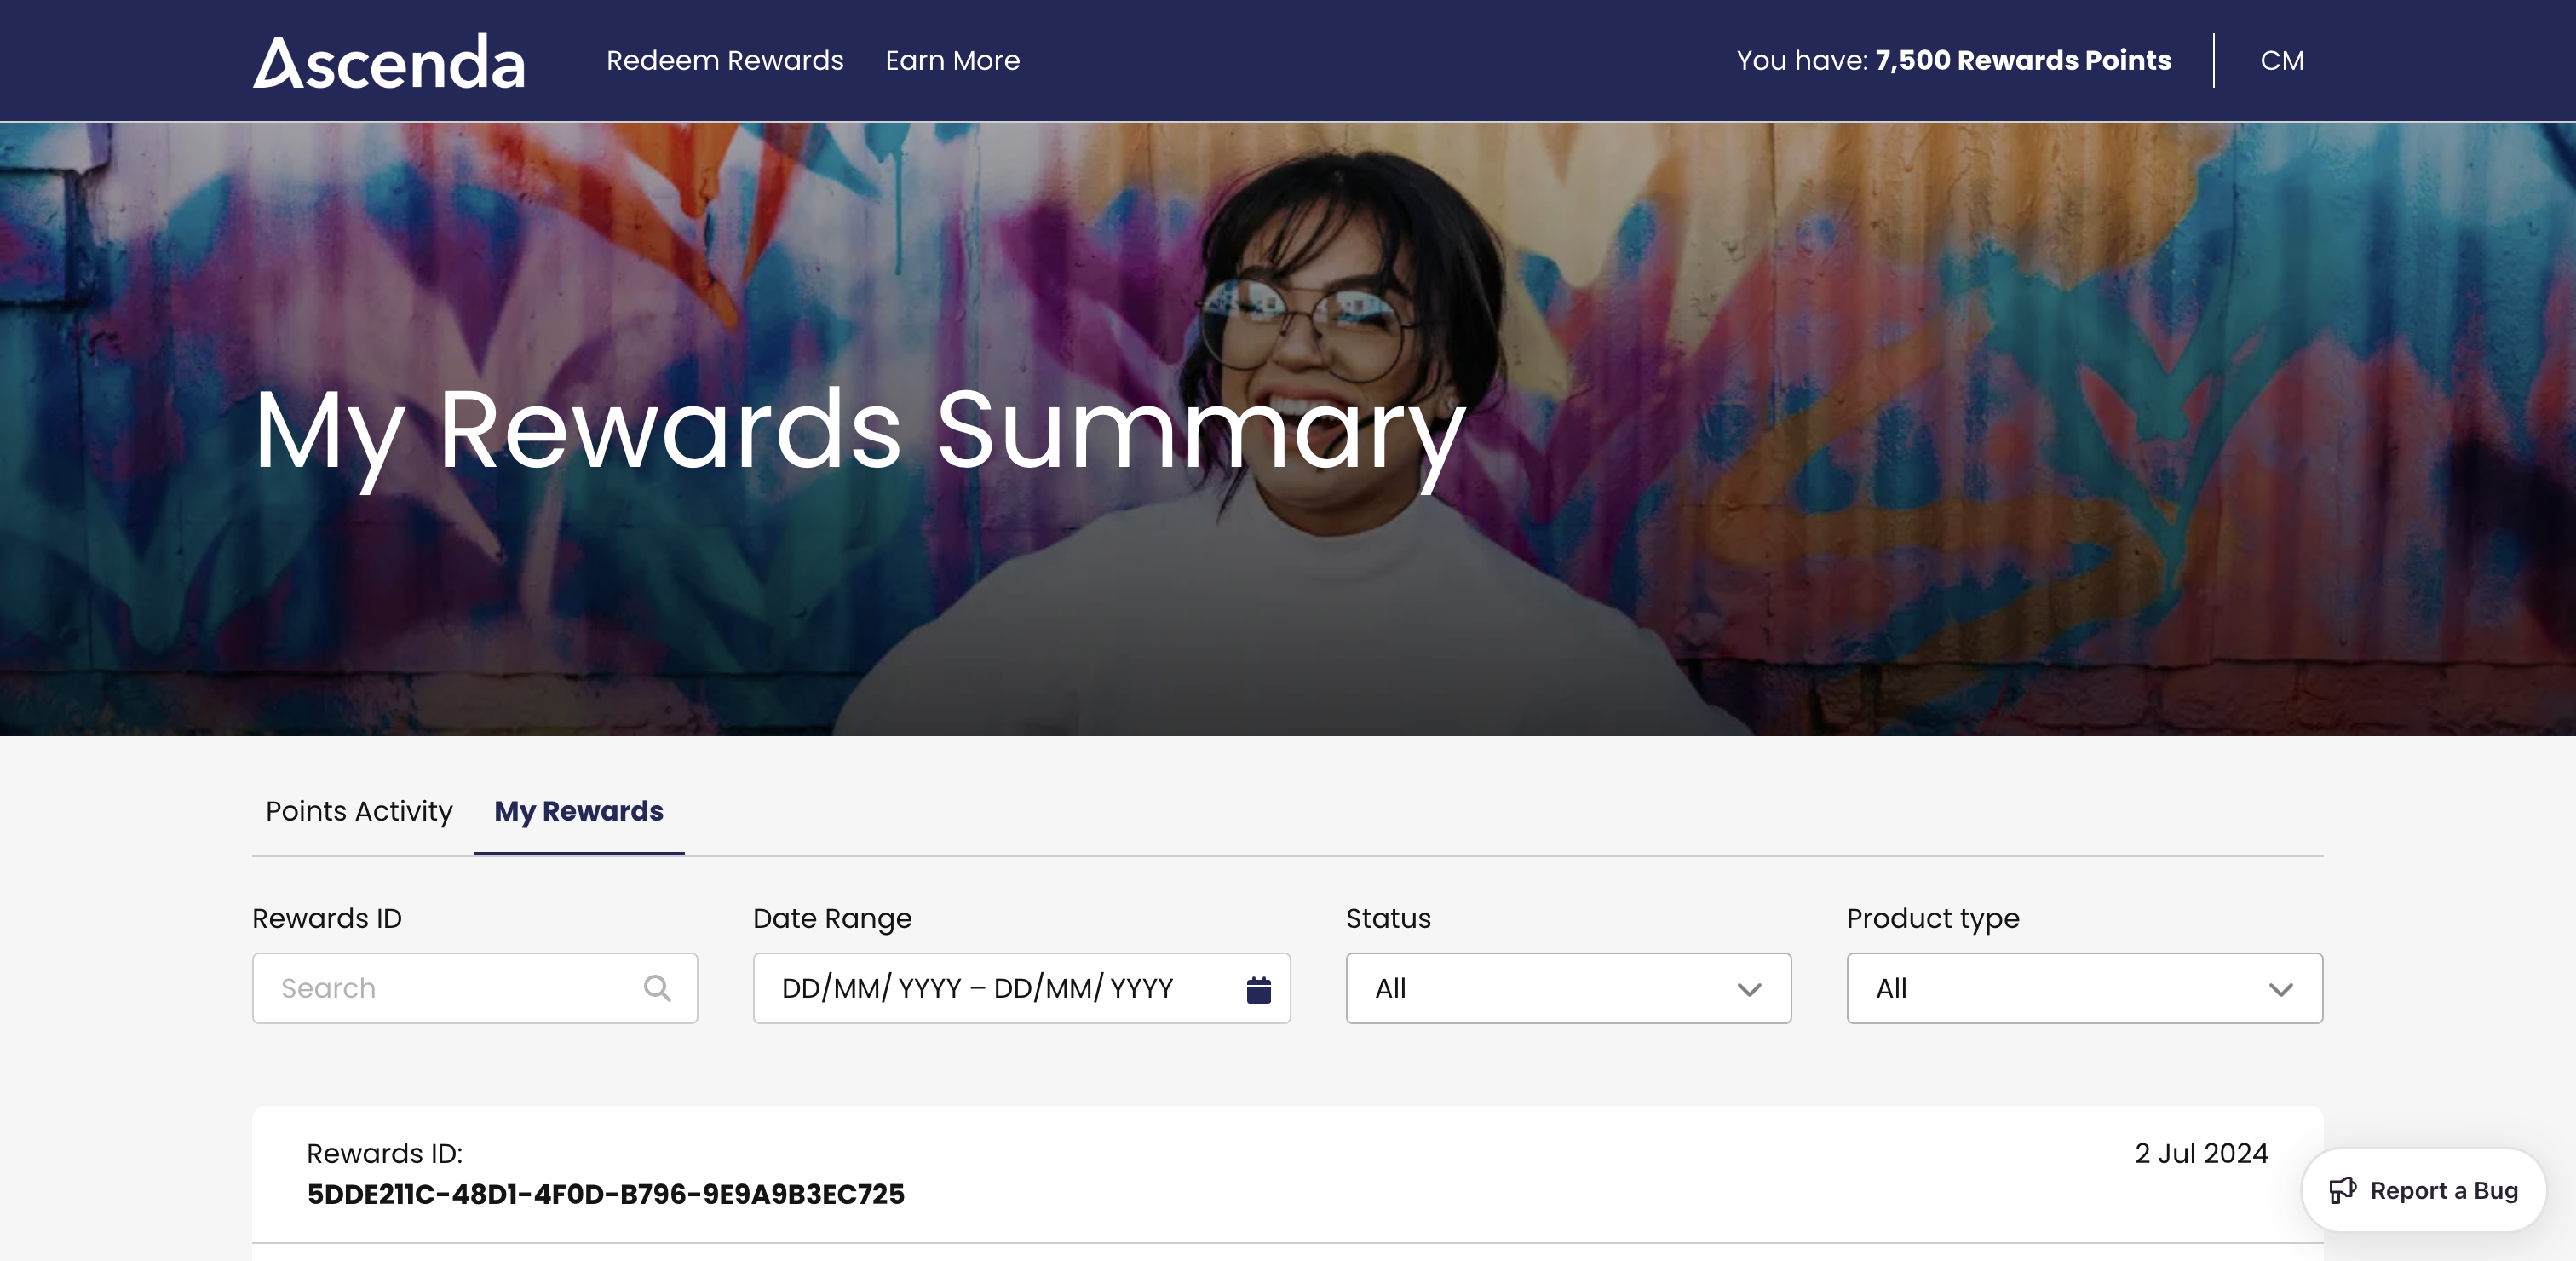 Ascenda
Redeem Rewards
Earn More
You have: 7,500 Rewards Points
CM
My Rewards Summary
Points Activity
My Rewards
Rewards ID
Date Range
Status
Product type
Search
DD/MM/ YYYY – DD/MM/ YYYY
All
All
Rewards ID:
2 Jul 2024
5DDE211C-48D1-4F0D-B796-9E9A9B3EC725
Report a Bug